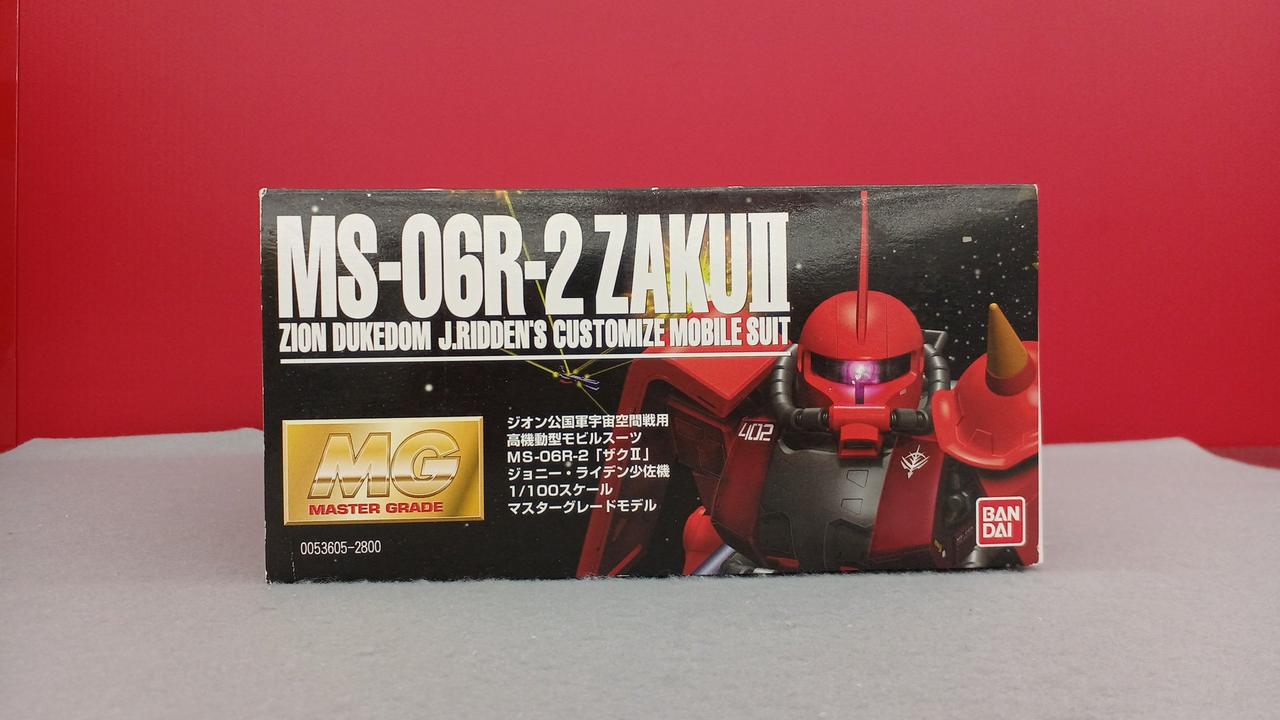 MS-06R-2 ZAKUII
ZION DUKEDOM J.RIDDEN'S CUSTOMIZE MOBILE SUIT
MG
MASTER GRADE
0053605-2800
ジオン公国軍宇宙空間戦用
高機動型モビルスーツ
MS-06R-2「ザクⅡ」
ジョニー・ライデン少佐機
1/100スケール
マスターグレードモデル
402
BAN
DAI